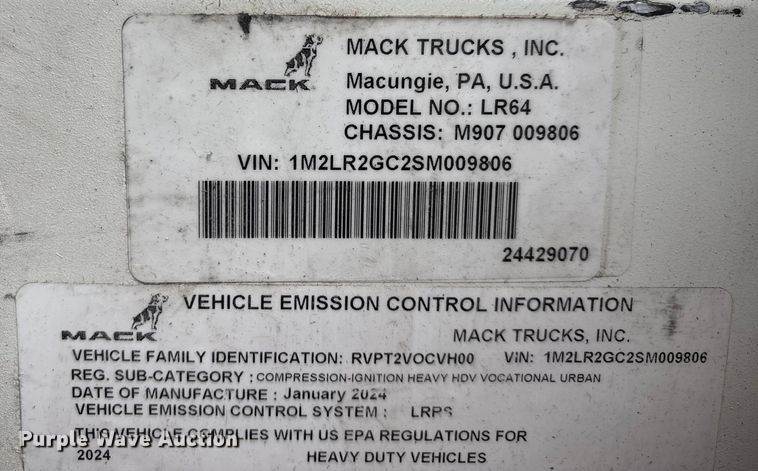 MACK TRUCKS , INC.
MACK
Macungie, PA, U.S.A.
MODEL NO.: LR64
CHASSIS: M907 009806
VIN: 1M2LR2GC2SM009806
24429070
VEHICLE EMISSION CONTROL INFORMATION
MACK
MACK TRUCKS, INC.
VEHICLE FAMILY IDENTIFICATION: RVPT2VOCVH00 VIN: 1M2LR2GC2SM009806
REG. SUB-CATEGORY : COMPRESSION-IGNITION HEAVY HDV VOCATIONAL URBAN
DATE OF MANUFACTURE : January 2024
VEHICLE EMISSION CONTROL SYSTEM :
THIS VEHICLE COMPLIES WITH US EPA REGULATIONS FOR
Purple Wave Auction
2024 HEAVY DUTY VEHICLES